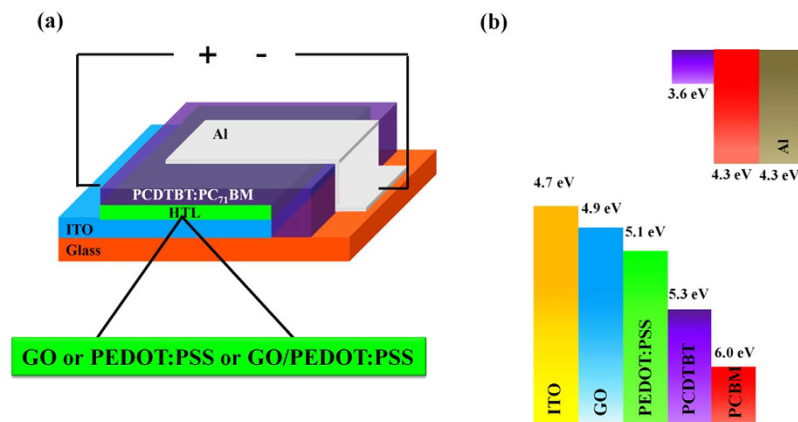 (a)
+ -
Al
PCDTBT:PC71BM
HTL
ITO
Glass
GO or PEDOT:PSS or GO/PEDOT:PSS
(b)
3.6 eV
Al
4.3 eV 4.3 eV
4.7 eV
4.9 eV
5.1 eV
5.3 eV
6.0 eV
ITO
GO
PEDOT:PSS
PCDTBT
PCBM